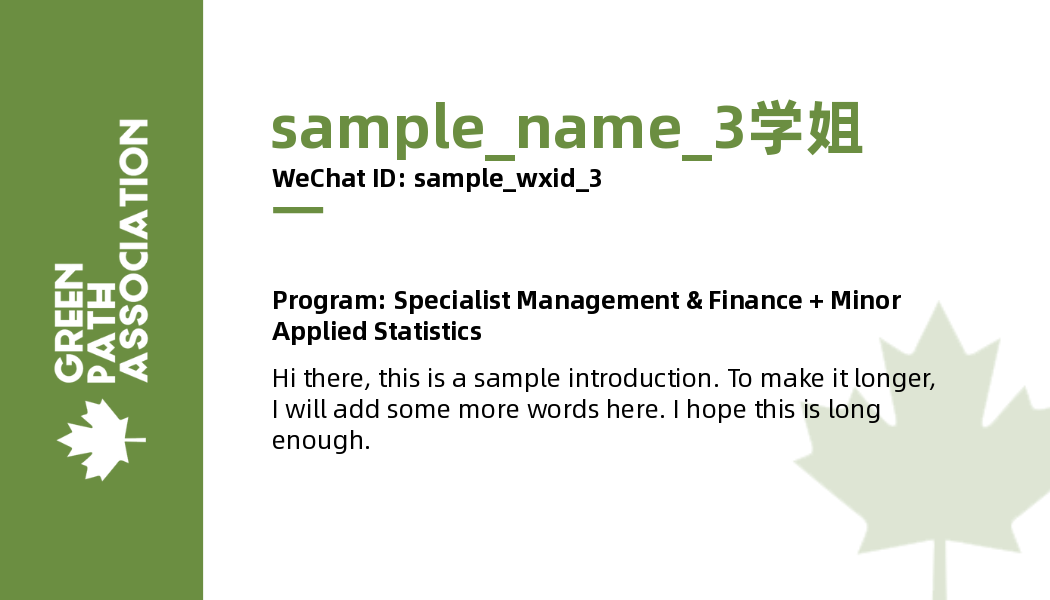 GREEN
PATH
ASSOCIATION
sample_name_3学姐
WeChat ID: sample_wxid_3
Program: Specialist Management & Finance + Minor
Applied Statistics
Hi there, this is a sample introduction. To make it longer,
I will add some more words here. I hope this is long
enough.